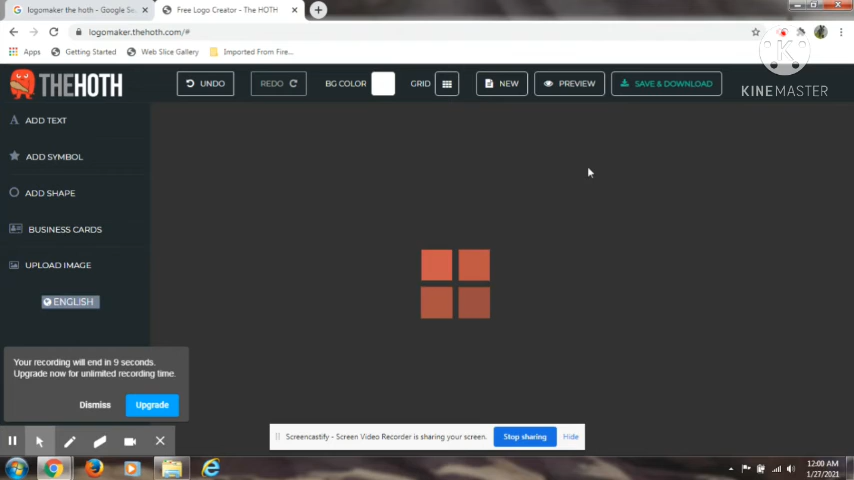 logomaker the hoth - Google Se
Free Logo Creator - The HOTH
logomaker.thehoth.com/#
Apps
Getting Started
Web Slice Gallery
Imported From Fire...
K
KINEMASTER
THEHOTH
UNDO
REDO
BG COLOR
GRID
NEW
PREVIEW
SAVE & DOWNLOAD
A ADD TEXT
ADD SYMBOL
ADD SHAPE
BUSINESS CARDS
UPLOAD IMAGE
ENGLISH
Your recording will end in 9 seconds.
Upgrade now for unlimited recording time.
Dismiss
Upgrade
Screencastify - Screen Video Recorder is sharing your screen.
Stop sharing
Hide
12:00 AM
1/27/2021